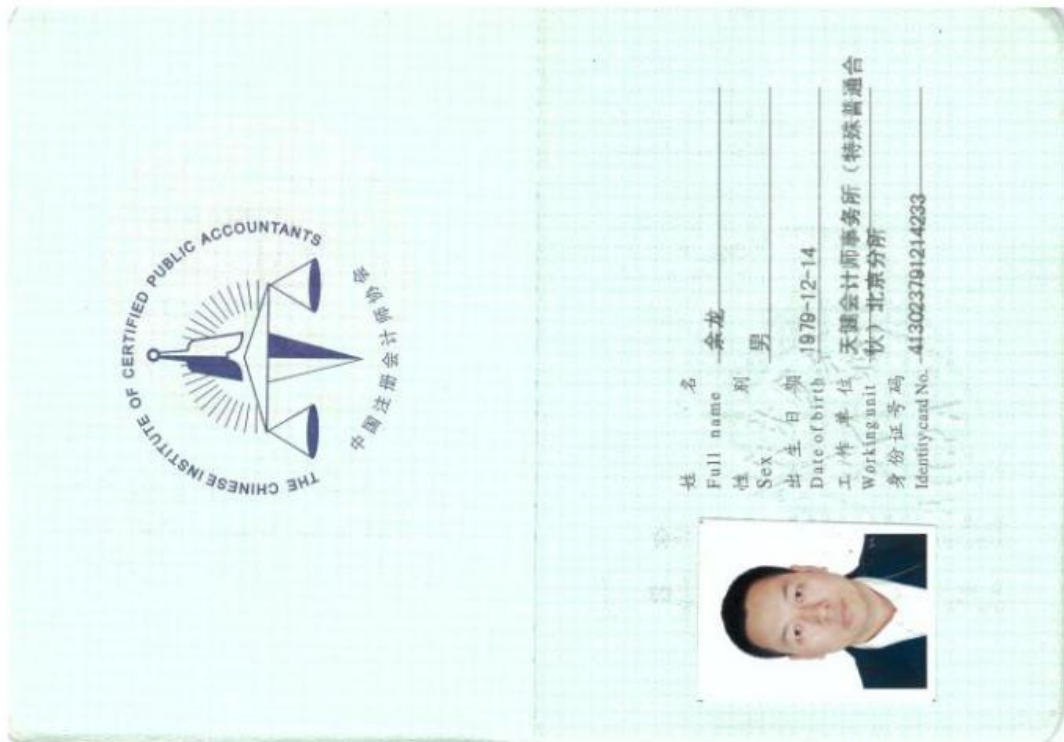 THE CHINESE INSTITUTE OF CERTIFIED PUBLIC ACCOUNTANTS
中国注册会计师协会
姓 名 余龙
Full name
性 别 男
Sex
出 生 日 期 1979-12-14
Date of birth
工 作 单 位 天健会计师事务所（特殊普通合
Working unit 伙）北京分所
身份证号码
Identity card No. 413023791214233